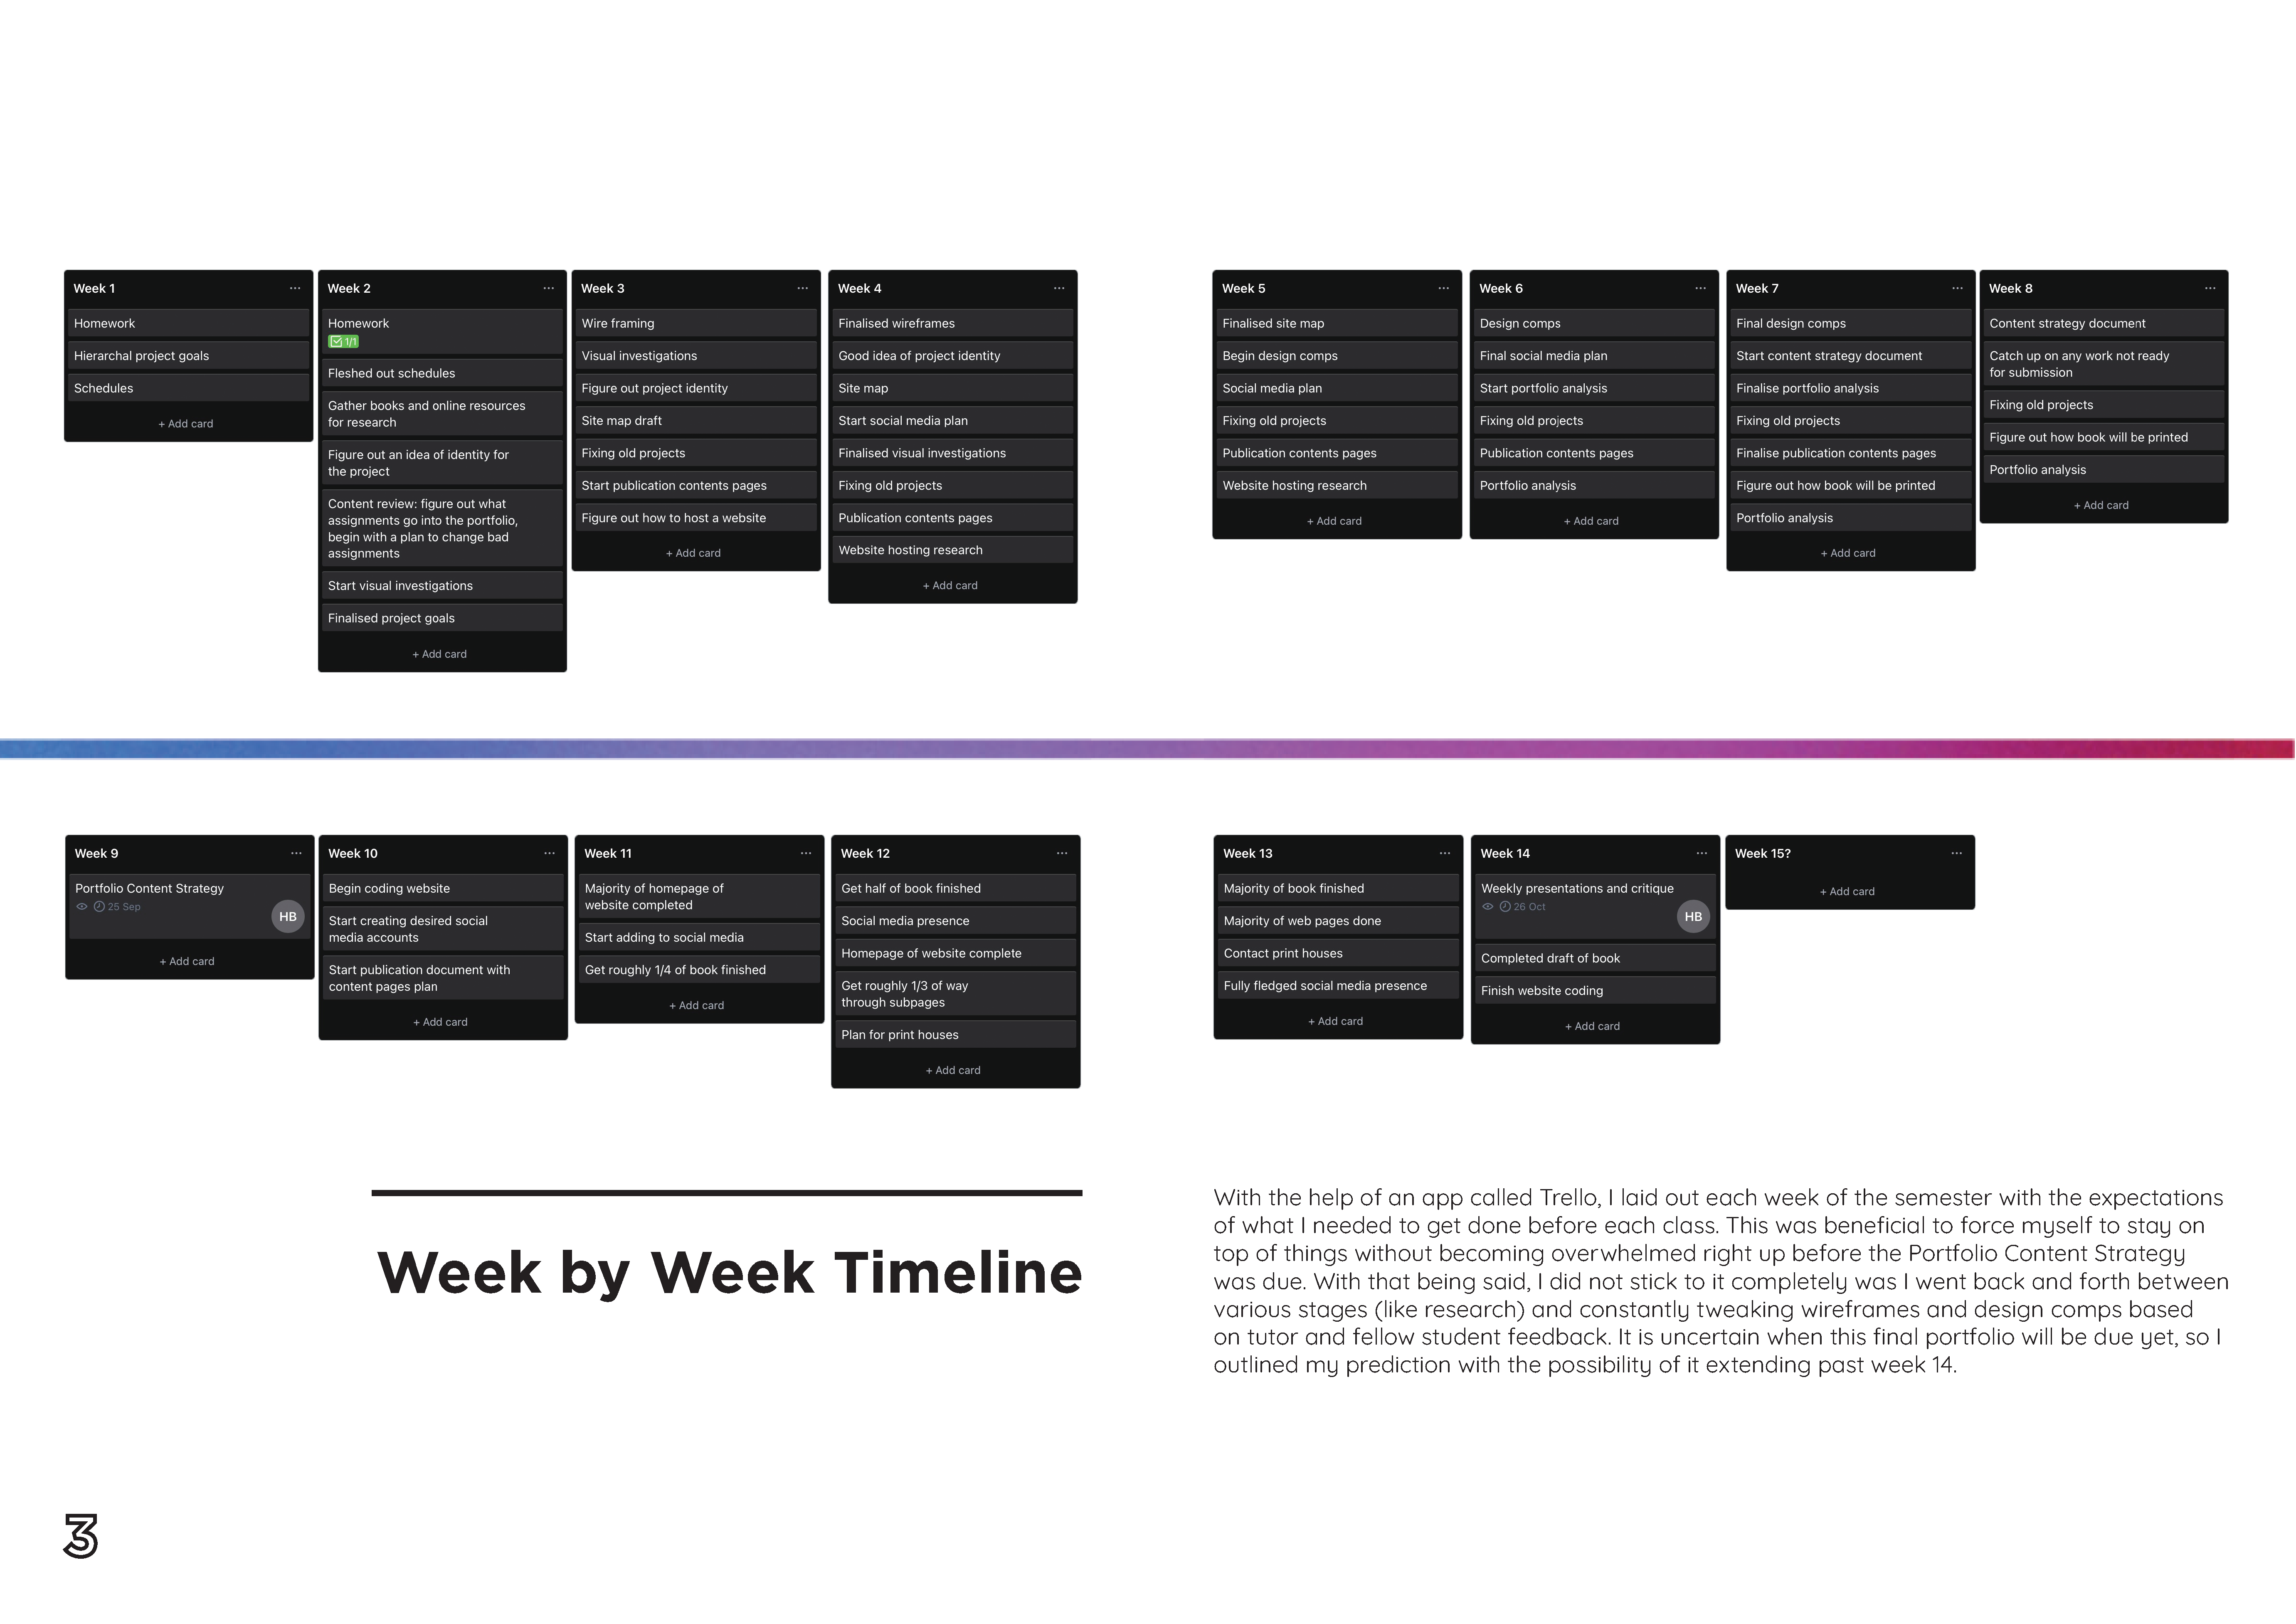 Week 1 ...
Homework
Hierarchal project goals
Schedules
+ Add card
Week 2 ...
Homework
1/1
Fleshed out schedules
Gather books and online resources
for research
Figure out an idea of identity for
the project
Content review: figure out what
assignments go into the portfolio,
begin with a plan to change bad
assignments
Start visual investigations
Finalised project goals
+ Add card
Week 3 ...
Wire framing
Visual investigations
Figure out project identity
Site map draft
Fixing old projects
Start publication contents pages
Figure out how to host a website
+ Add card
Week 4 ...
Finalised wireframes
Good idea of project identity
Site map
Start social media plan
Finalised visual investigations
Fixing old projects
Publication contents pages
Website hosting research
+ Add card
Week 5 ...
Finalised site map
Begin design comps
Social media plan
Fixing old projects
Publication contents pages
Website hosting research
+ Add card
Week 6 ...
Design comps
Final social media plan
Start portfolio analysis
Fixing old projects
Publication contents pages
Portfolio analysis
+ Add card
Week 7 ...
Final design comps
Start content strategy document
Finalise portfolio analysis
Fixing old projects
Finalise publication contents pages
Figure out how book will be printed
Portfolio analysis
+ Add card
Week 8 ...
Content strategy document
Catch up on any work not ready
for submission
Fixing old projects
Figure out how book will be printed
Portfolio analysis
+ Add card
Week 9 ...
Portfolio Content Strategy
25 Sep
HB
+ Add card
Week 10 ...
Begin coding website
Start creating desired social
media accounts
Start publication document with
content pages plan
+ Add card
Week 11 ...
Majority of homepage of
website completed
Start adding to social media
Get roughly 1/4 of book finished
+ Add card
Week 12 ...
Get half of book finished
Social media presence
Homepage of website complete
Get roughly 1/3 of way
through subpages
Plan for print houses
+ Add card
Week 13 ...
Majority of book finished
Majority of web pages done
Contact print houses
Fully fledged social media presence
+ Add card
Week 14 ...
Weekly presentations and critique
26 Oct
HB
Completed draft of book
Finish website coding
+ Add card
Week 15? ...
+ Add card
Week by Week Timeline
With the help of an app called Trello, I laid out each week of the semester with the expectations
of what I needed to get done before each class. This was beneficial to force myself to stay on
top of things without becoming overwhelmed right up before the Portfolio Content Strategy
was due. With that being said, I did not stick to it completely was I went back and forth between
various stages (like research) and constantly tweaking wireframes and design comps based
on tutor and fellow student feedback. It is uncertain when this final portfolio will be due yet, so I
outlined my prediction with the possibility of it extending past week 14.
3